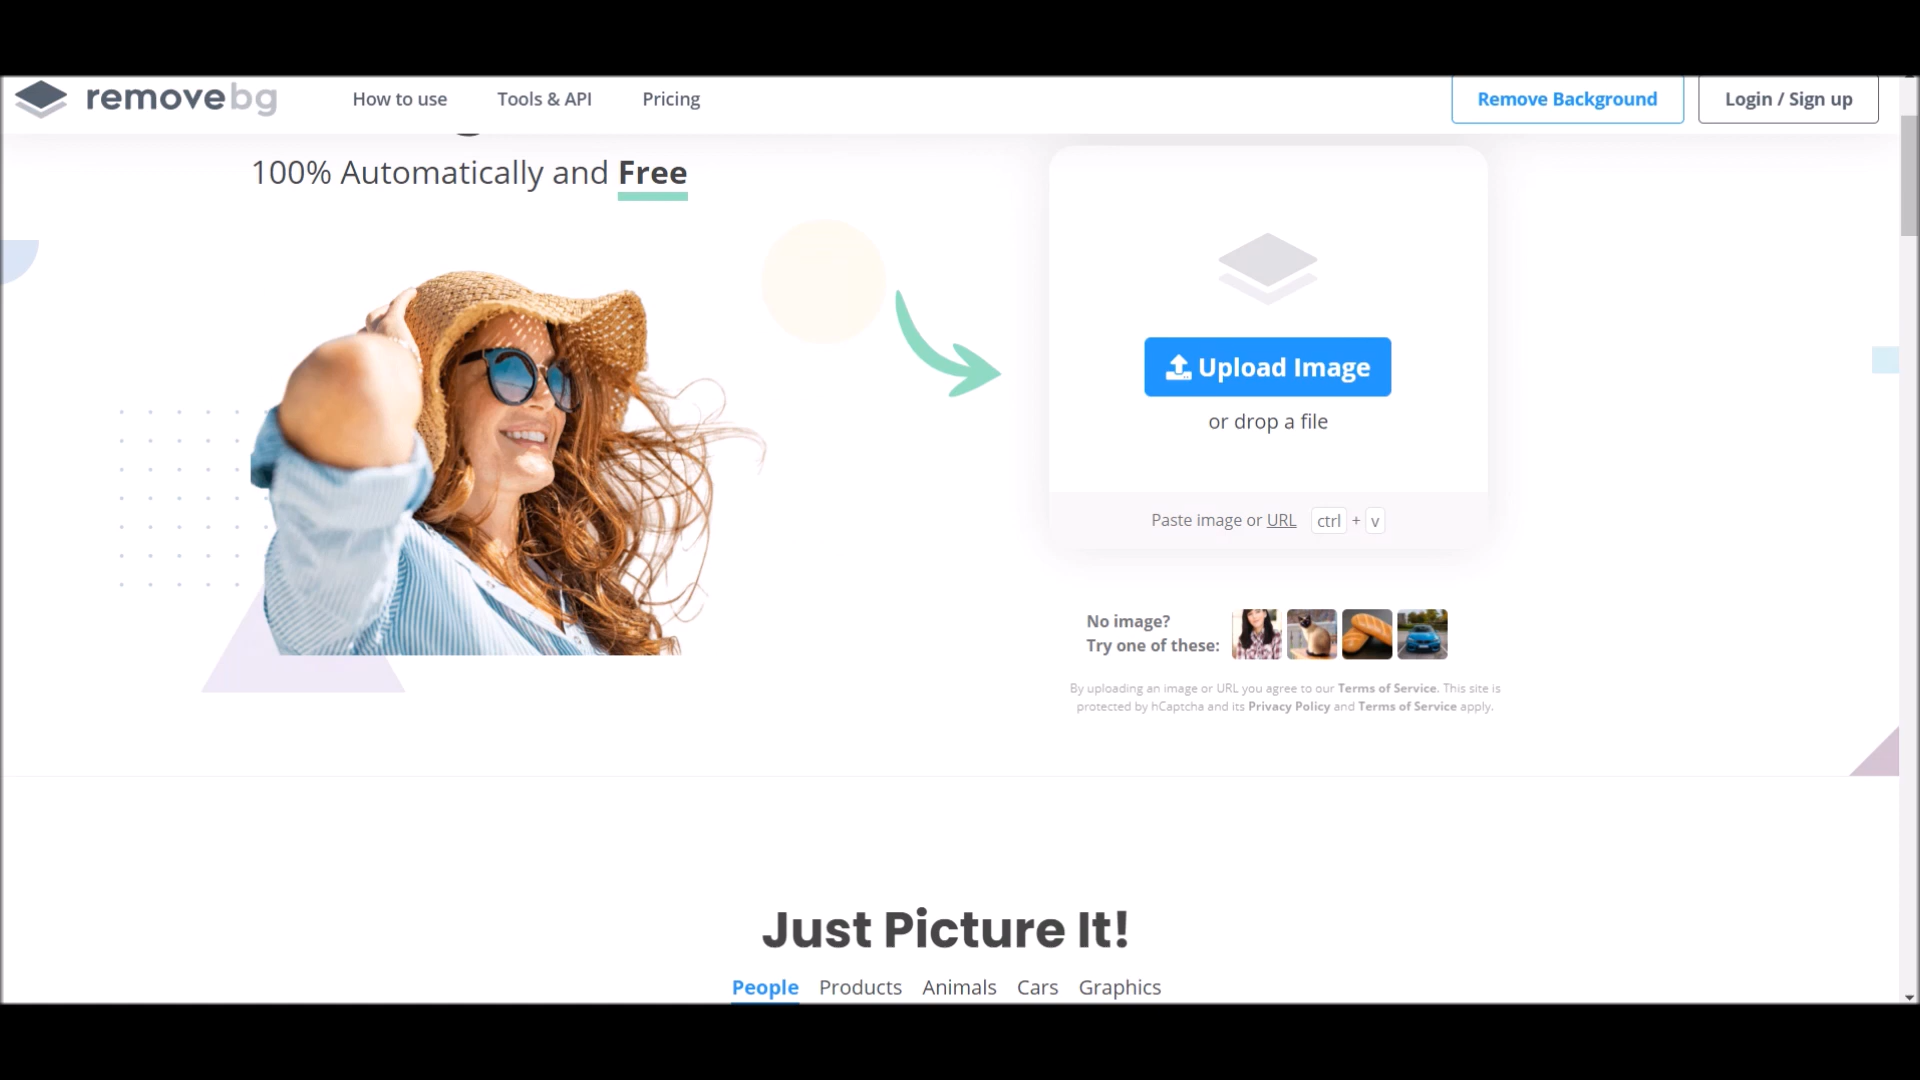 removebg
How to use
Tools & API
Pricing
Remove Background
Login / Sign up
100% Automatically and Free
Upload Image
or drop a file
Paste image or URL ctrl + v
No image?
Try one of these:
By uploading an image or URL you agree to our Terms of Service. This site is
protected by hCaptcha and its Privacy Policy and Terms of Service apply.
Just Picture It!
People Products Animals Cars Graphics